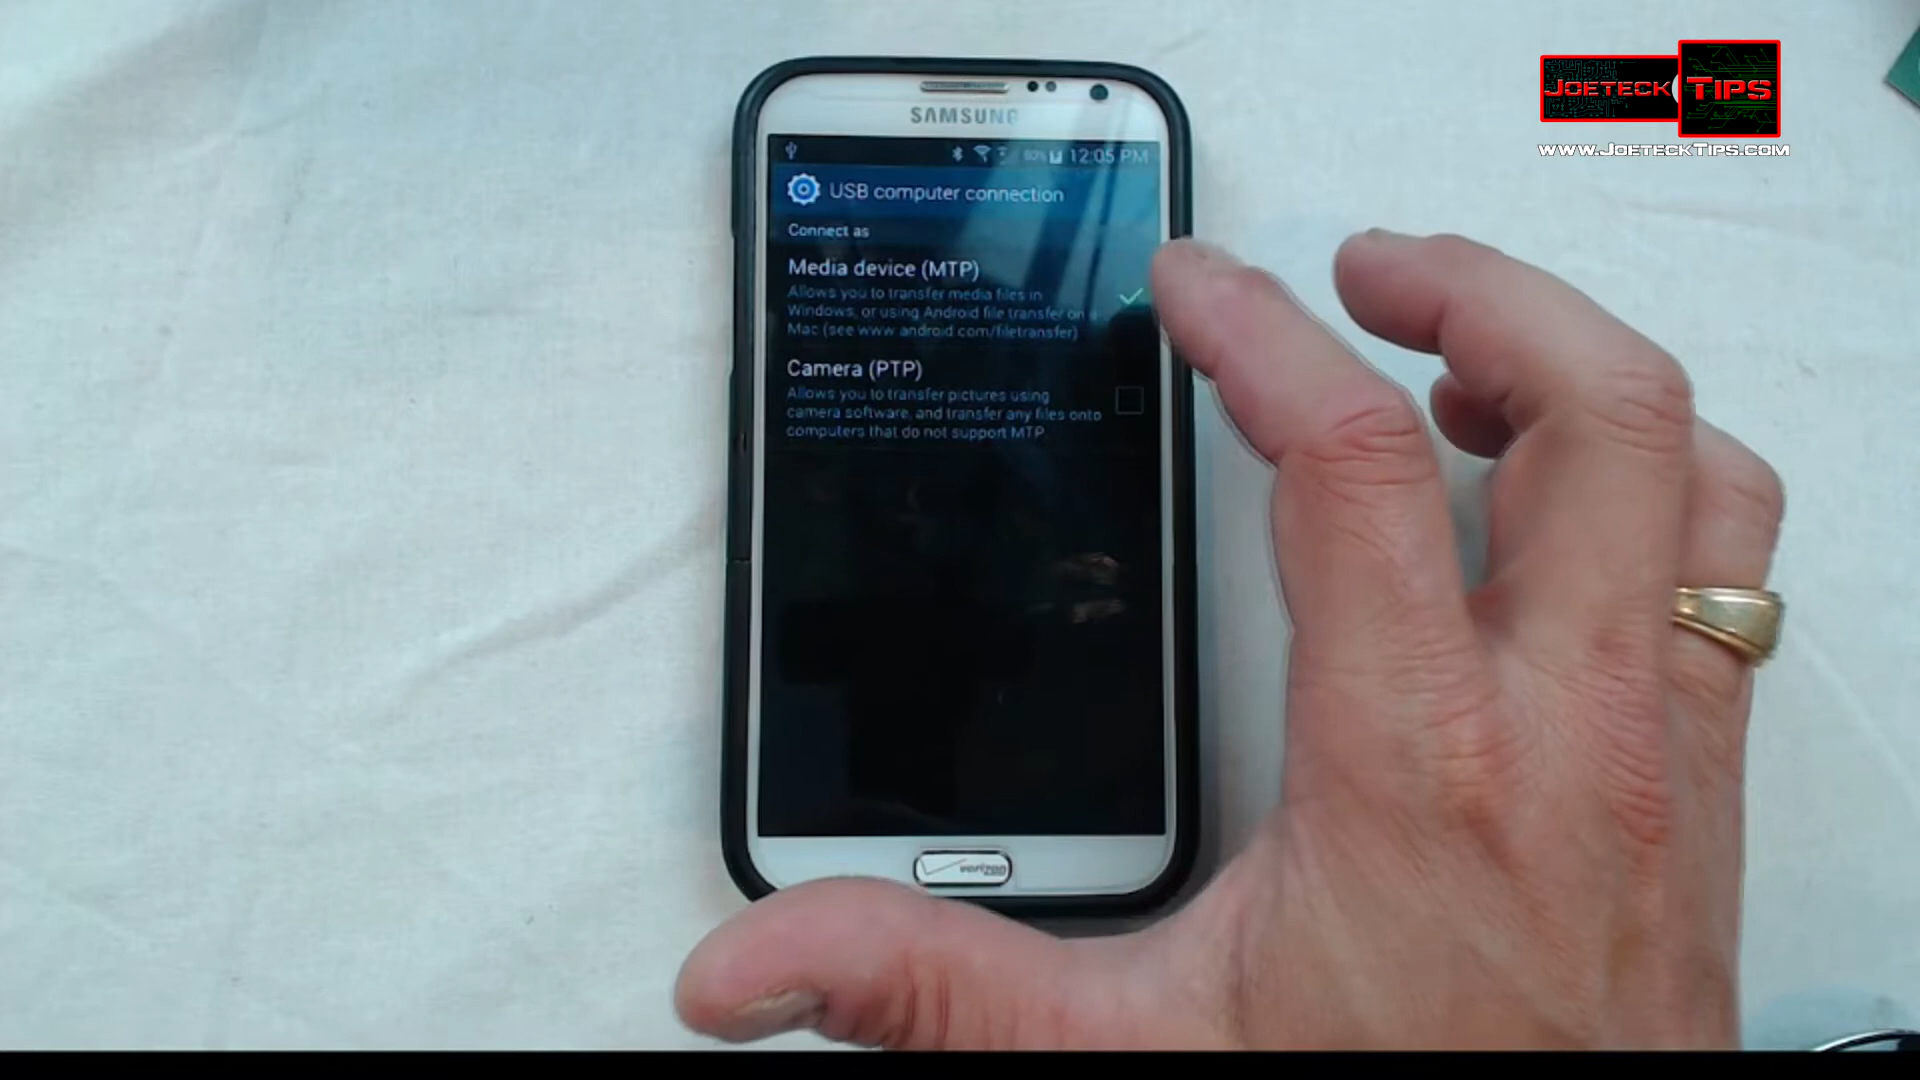 JOETECK TIPS
WWW.JOETECKTIPS.COM
SAMSUNG
12:05 PM
USB computer connection
Connect as
Media device (MTP)
Allows you to transfer media files in
Windows, or using Android file transfer on a
Mac (see www.android.com/filetransfer)
Camera (PTP)
Allows you to transfer pictures using
camera software, and transfer any files onto
computers that do not support MTP
verizon